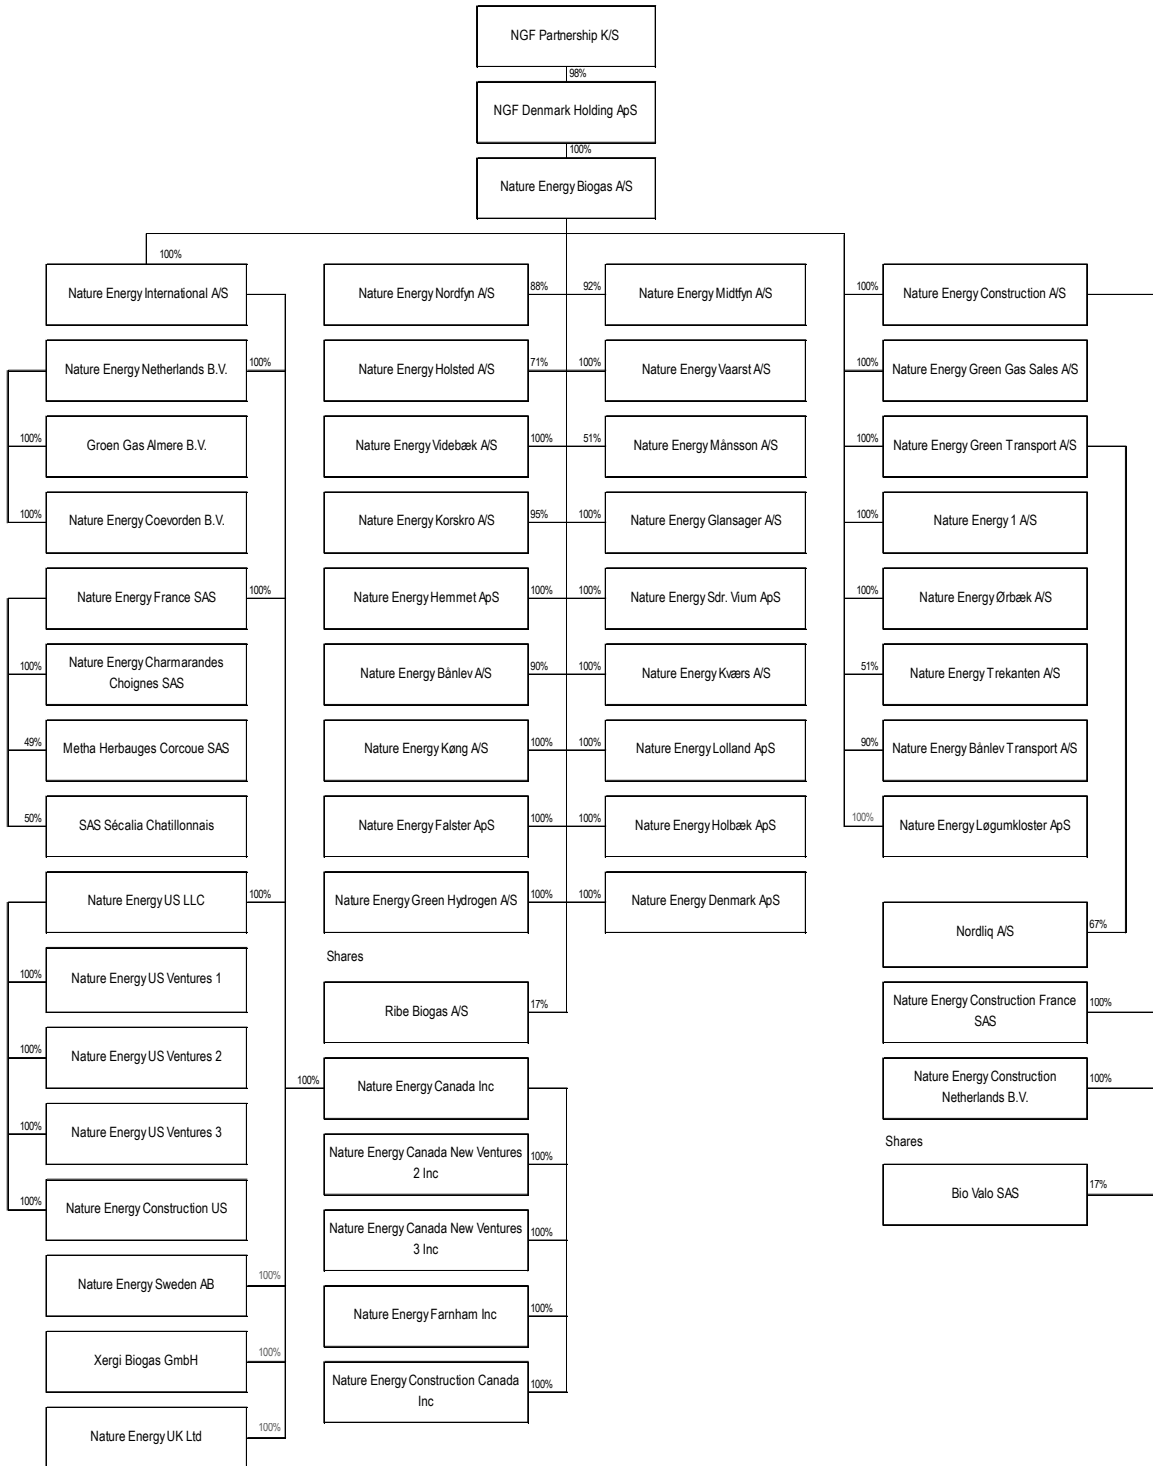 NGF Partnership K/S
98%
NGF Denmark Holding ApS
100%
Nature Energy Biogas A/S
100%
Nature Energy International A/S
Nature Energy Nordfyn A/S
88%
92%
Nature Energy Midtfyn A/S
100%
Nature Energy Construction A/S
Nature Energy Netherlands B.V.
100%
Nature Energy Holsted A/S
71%
100%
Nature Energy Vaarst A/S
100%
Nature Energy Green Gas Sales A/S
100%
Groen Gas Almere B.V.
Nature Energy Videbæk A/S
100%
51%
Nature Energy Månsson A/S
100%
Nature Energy Green Transport A/S
100%
Nature Energy Coevorden B.V.
Nature Energy Korskro A/S
95%
100%
Nature Energy Glansager A/S
100%
Nature Energy 1 A/S
Nature Energy France SAS
100%
Nature Energy Hemmet ApS
100%
100%
Nature Energy Sdr. Vium ApS
100%
Nature Energy Ørbæk A/S
100%
Nature Energy Charmarandes
Choignes SAS
Nature Energy Bånlev A/S
90%
100%
Nature Energy Kværs A/S
51%
Nature Energy Trekanten A/S
49%
Metha Herbauges Corcoue SAS
Nature Energy Køng A/S
100%
100%
Nature Energy Lolland ApS
90%
Nature Energy Bånlev Transport A/S
50%
SAS Sécalia Chatillonnais
Nature Energy Falster ApS
100%
100%
Nature Energy Holbæk ApS
100%
Nature Energy Løgumkloster ApS
Nature Energy US LLC
100%
Nature Energy Green Hydrogen A/S
100%
100%
Nature Energy Denmark ApS
Nordliq A/S
67%
Shares
100%
Nature Energy US Ventures 1
Ribe Biogas A/S
17%
Nature Energy Construction France
SAS
100%
100%
Nature Energy US Ventures 2
100%
Nature Energy Canada Inc
Nature Energy Construction
Netherlands B.V.
100%
100%
Nature Energy US Ventures 3
Nature Energy Canada New Ventures
2 Inc
100%
Shares
100%
Nature Energy Construction US
Nature Energy Canada New Ventures
3 Inc
100%
Bio Valo SAS
17%
Nature Energy Sweden AB
100%
Nature Energy Farnham Inc
100%
Xergi Biogas GmbH
100%
Nature Energy Construction Canada
Inc
100%
Nature Energy UK Ltd
100%